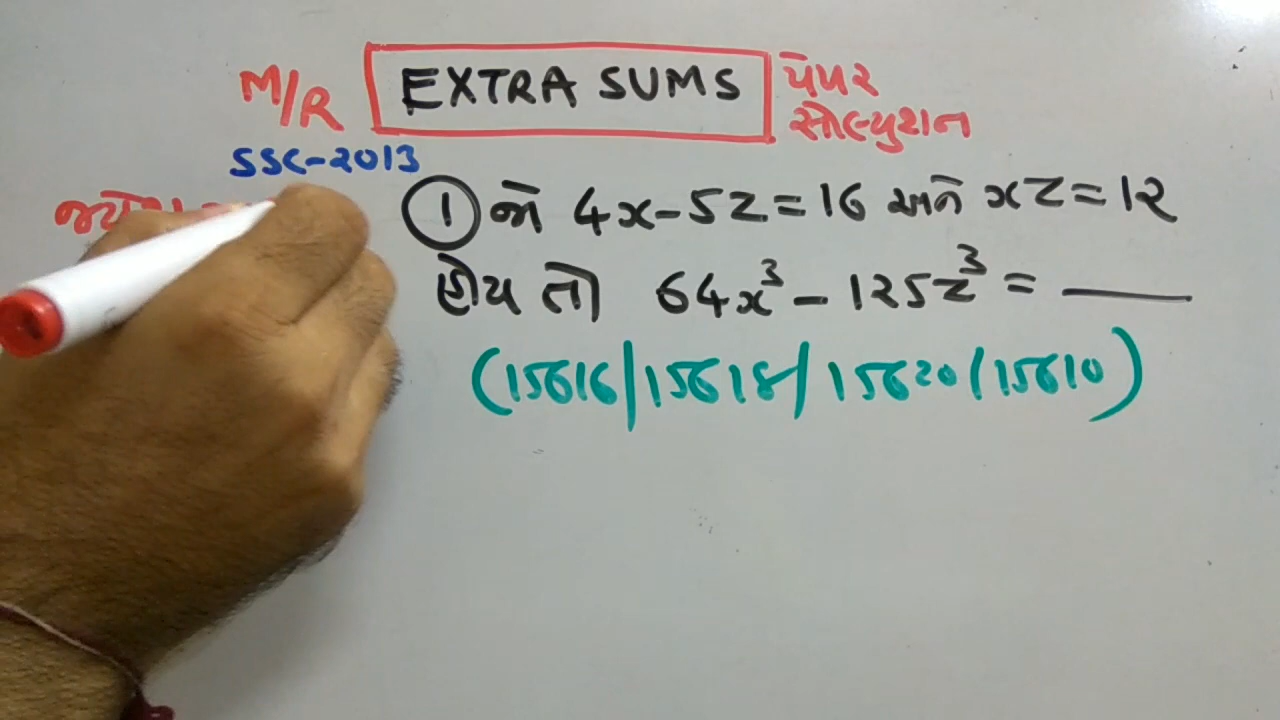 M/R EXTRA SUMS પેપર
સોલ્યુશન
SSC-2013
① જો 4x-5z=16 અને xz=12
હોય તો 64x³ - 125z³ = ____
(15616/15618/15620/15610)